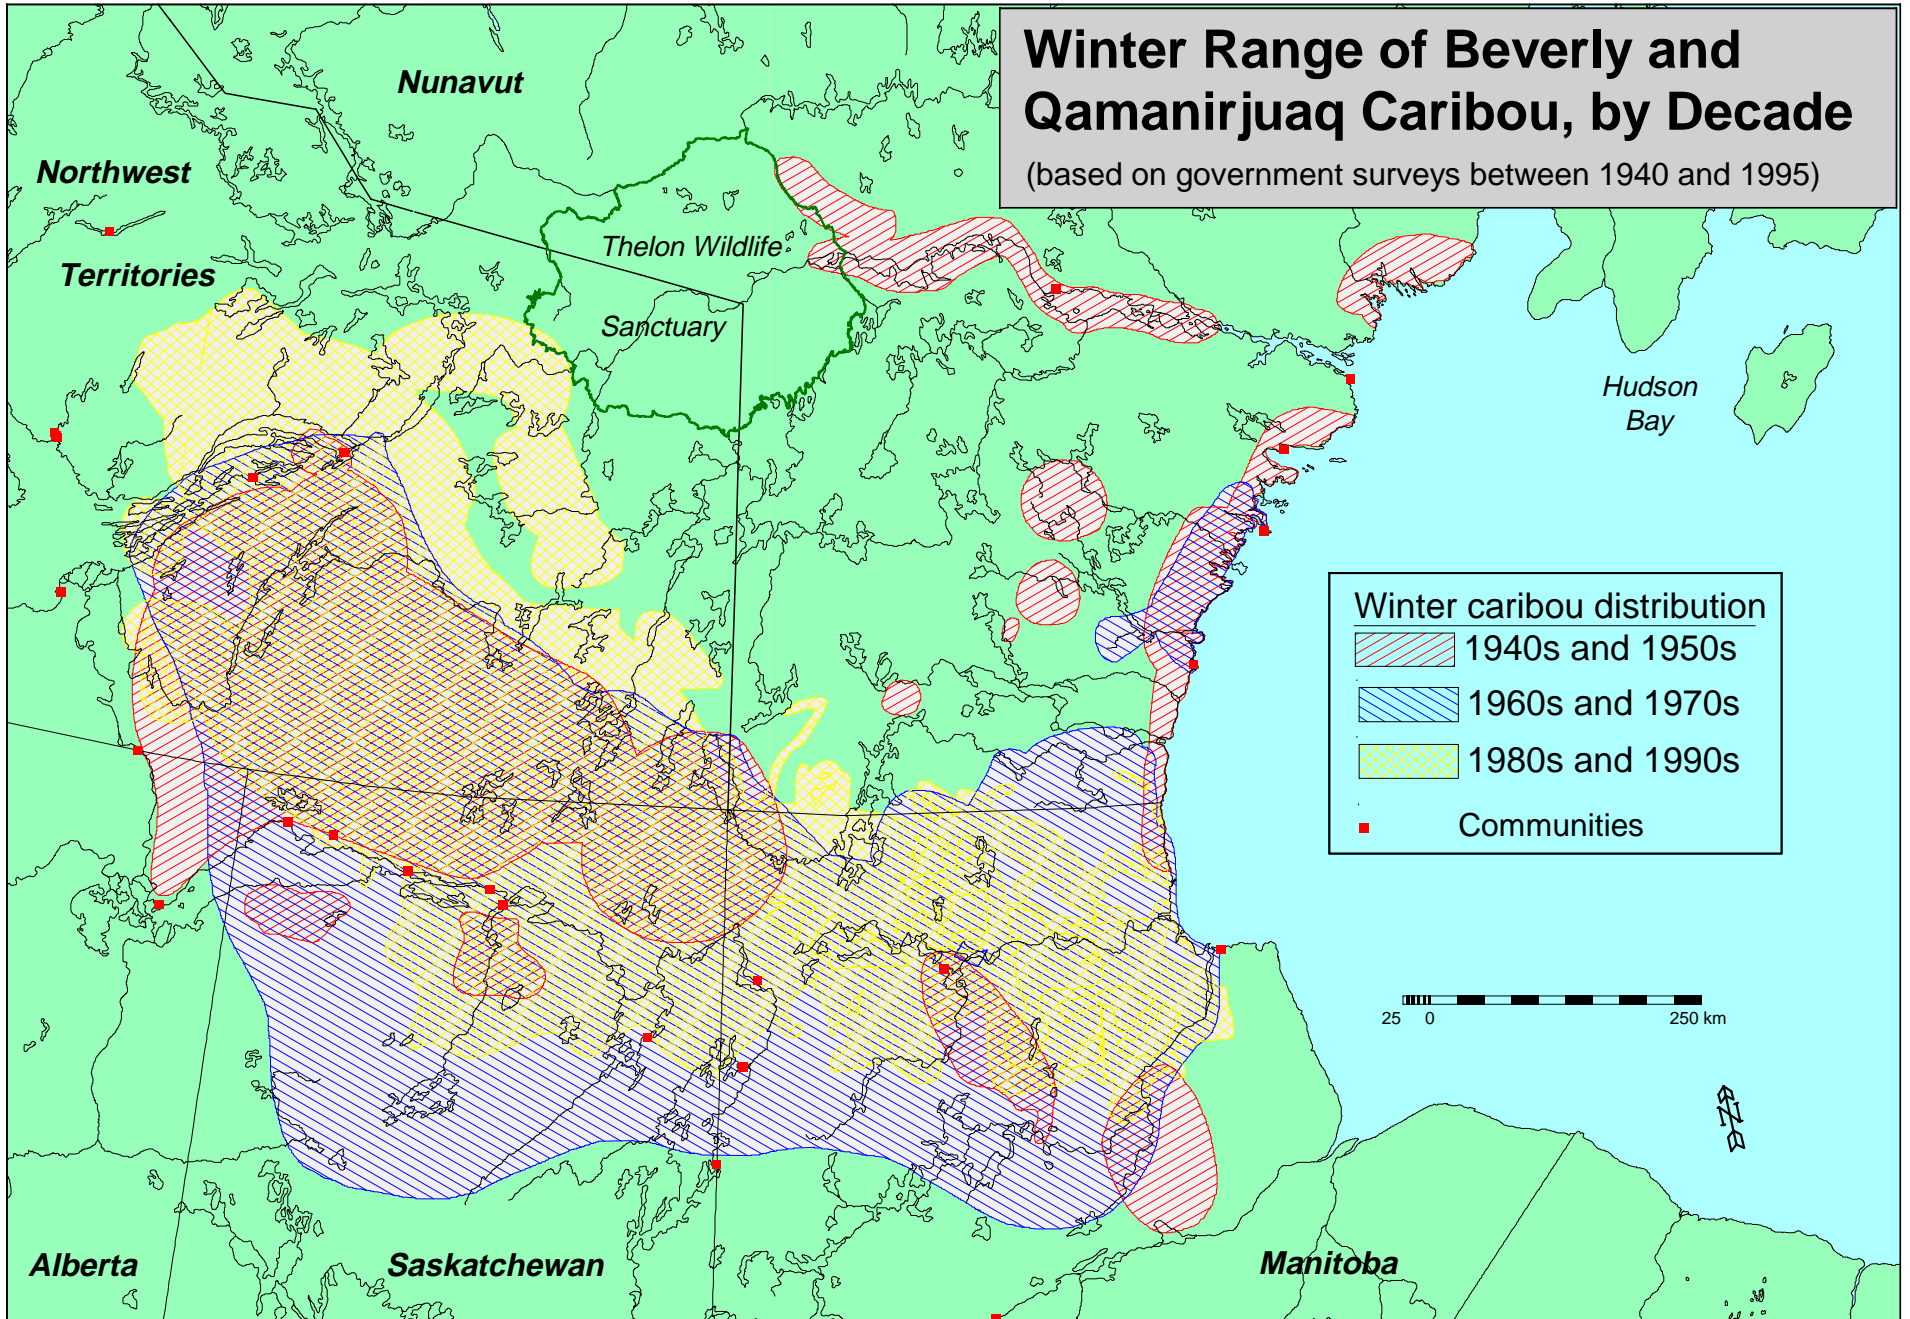 Winter Range of Beverly and
Qamanirjuaq Caribou, by Decade
(based on government surveys between 1940 and 1995)
Nunavut
Northwest
Territories
Thelon Wildlife
Sanctuary
Hudson
Bay
Winter caribou distribution
1940s and 1950s
1960s and 1970s
1980s and 1990s
Communities
25 0 250 km
N
Alberta
Saskatchewan
Manitoba